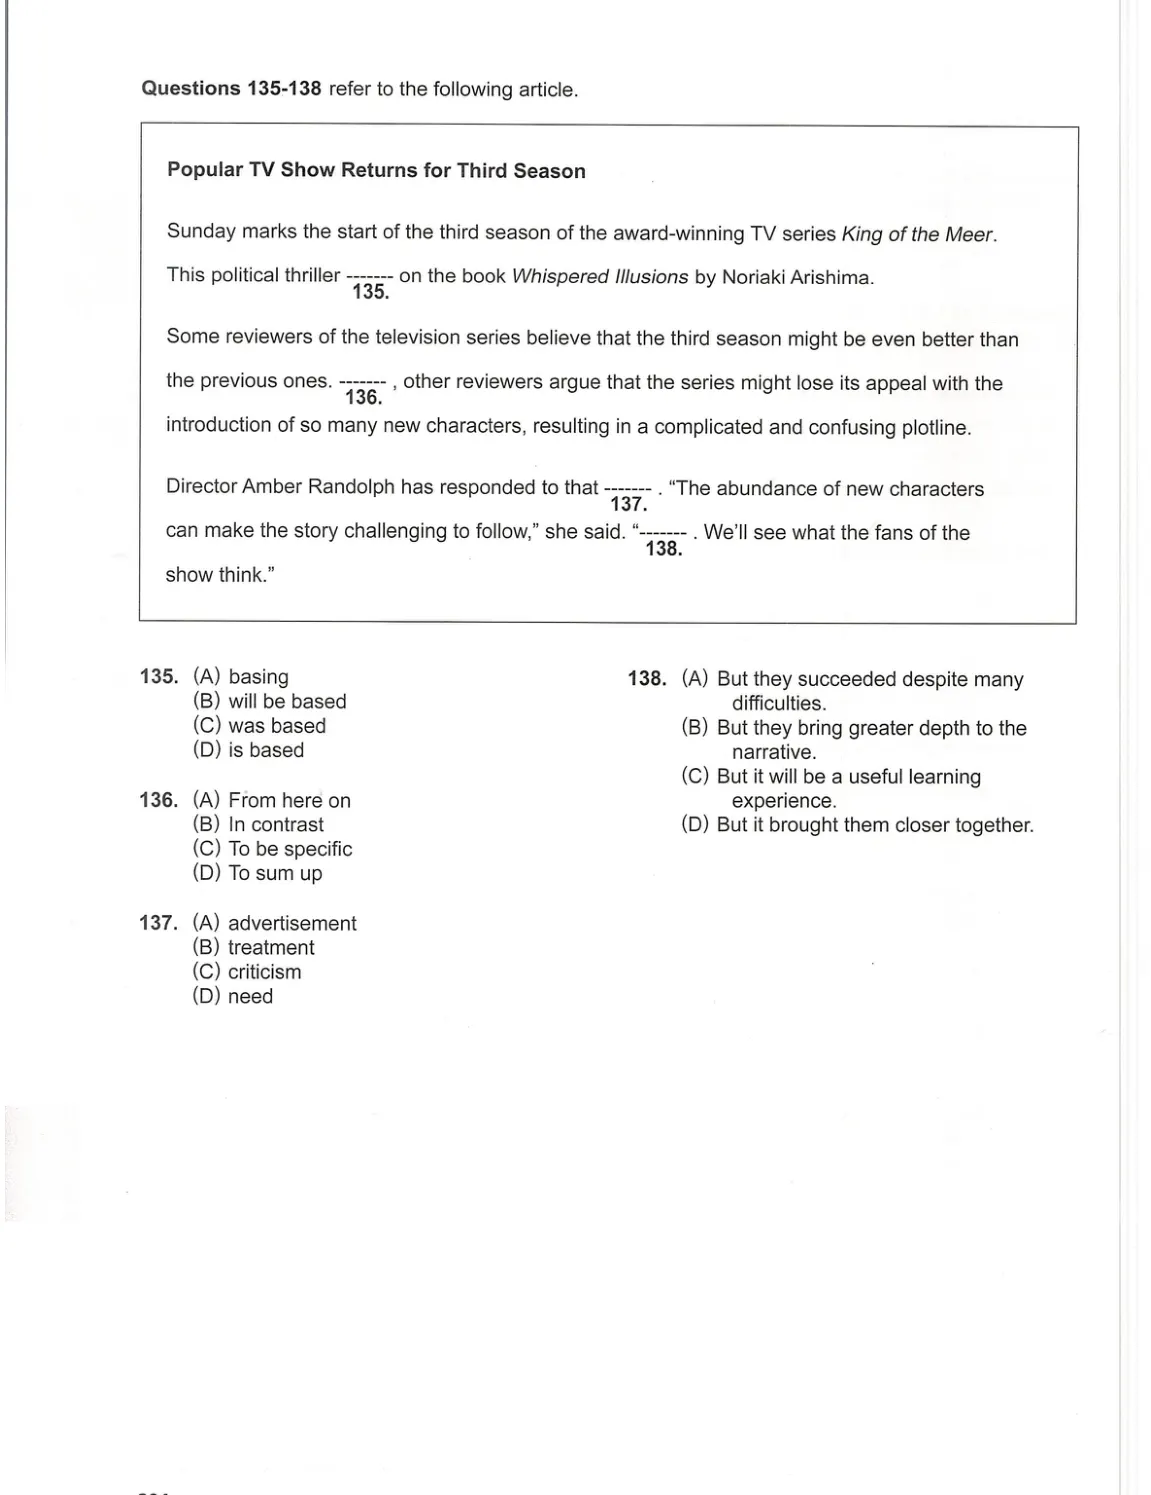 Questions 135-138 refer to the following article.
Popular TV Show Returns for Third Season
Sunday marks the start of the third season of the award-winning TV series King of the Meer.
This political thriller ------- on the book Whispered Illusions by Noriaki Arishima.
135.
Some reviewers of the television series believe that the third season might be even better than
the previous ones. ------- , other reviewers argue that the series might lose its appeal with the
136.
introduction of so many new characters, resulting in a complicated and confusing plotline.
Director Amber Randolph has responded to that ------- . “The abundance of new characters
137.
can make the story challenging to follow,” she said. “------- . We’ll see what the fans of the
138.
show think.”
135. (A) basing
(B) will be based
(C) was based
(D) is based
136. (A) From here on
(B) In contrast
(C) To be specific
(D) To sum up
137. (A) advertisement
(B) treatment
(C) criticism
(D) need
138. (A) But they succeeded despite many
difficulties.
(B) But they bring greater depth to the
narrative.
(C) But it will be a useful learning
experience.
(D) But it brought them closer together.